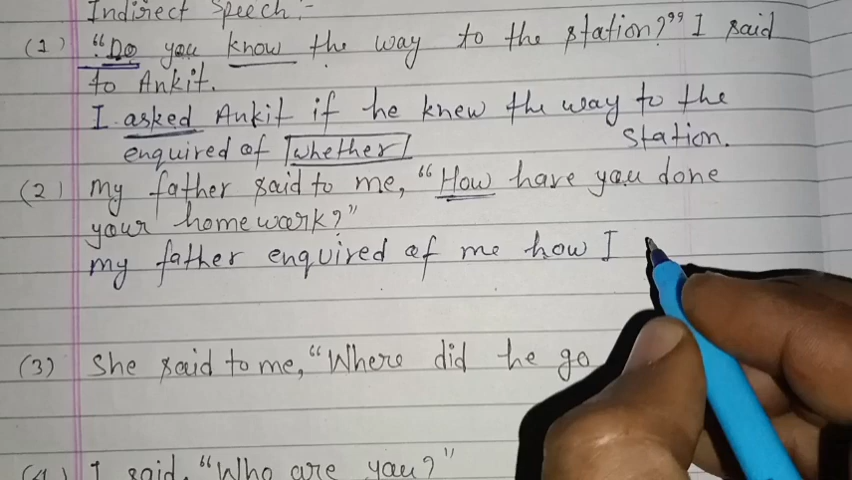 Indirect Speech :-
(1) "Do you know the way to the station?" I said
to Ankit.
I asked Ankit if he knew the way to the
station.
enquired of whether
(2) My father said to me, "How have you done
your homework?"
My father enquired of me how I
(3) She said to me, "Where did he go
(4) I said, "Who are you?"